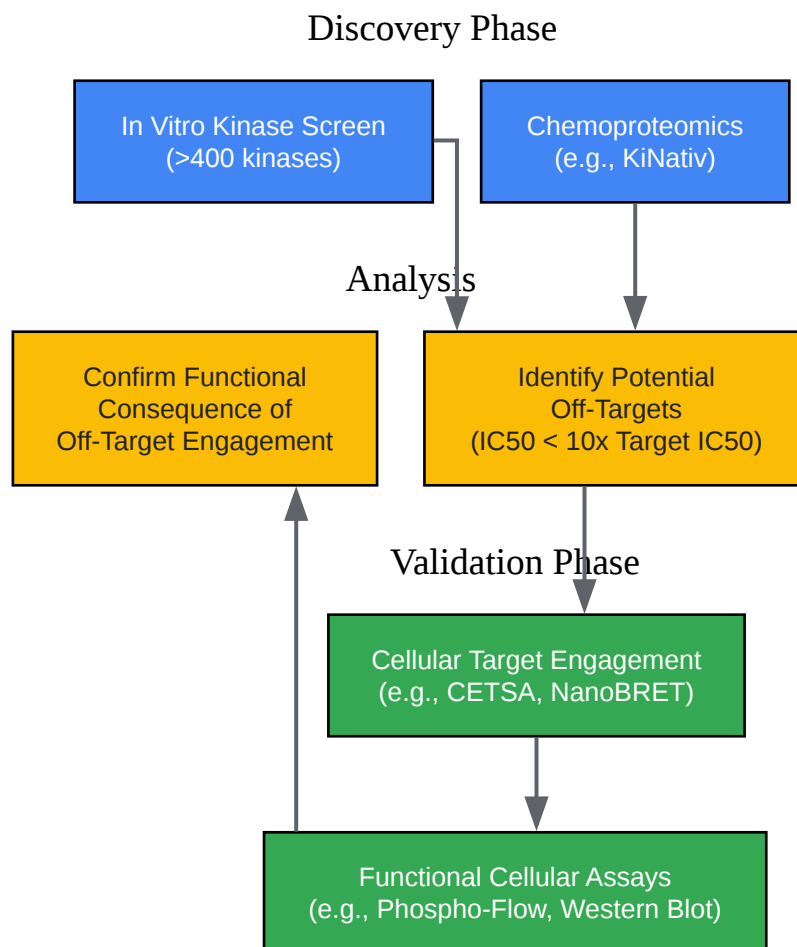 Discovery Phase
In Vitro Kinase Screen
(>400 kinases)
Chemoproteomics
(e.g., KiNativ)
Analysis
Confirm Functional
Consequence of
Off-Target Engagement
Identify Potential
Off-Targets
(IC50 < 10x Target IC50)
Validation Phase
Cellular Target Engagement
(e.g., CETSA, NanoBRET)
Functional Cellular Assays
(e.g., Phospho-Flow, Western Blot)